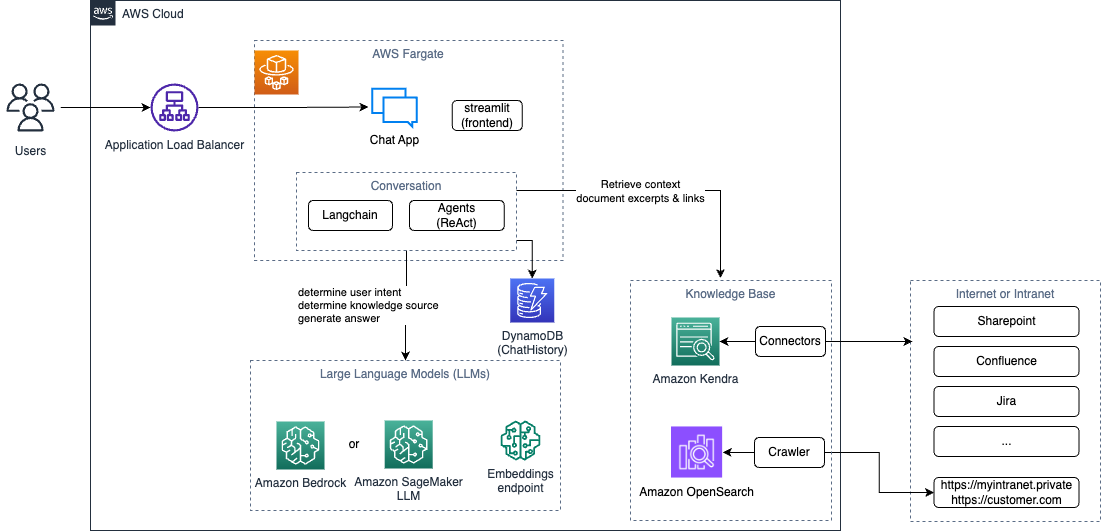 aws
AWS Cloud
AWS Fargate
Users
Application Load Balancer
Chat App
streamlit
(frontend)
Conversation
Langchain
Agents
(ReAct)
Retrieve context
document excerpts & links
determine user intent
determine knowledge source
generate answer
DynamoDB
(ChatHistory)
Large Language Models (LLMs)
Amazon Bedrock
or
Amazon SageMaker
LLM
Embeddings
endpoint
Knowledge Base
Amazon Kendra
Connectors
Amazon OpenSearch
Crawler
Internet or Intranet
Sharepoint
Confluence
Jira
...
https://myintranet.private
https://customer.com